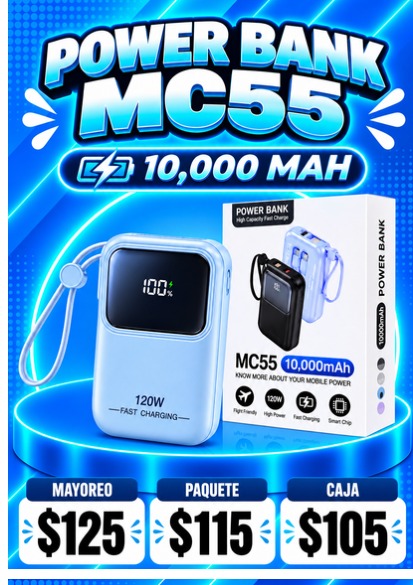 POWER BANK
MC55
10,000 MAH
POWER BANK
High Capacity Fast Charge
POWER BANK
10000mAh
100%
MC55 10,000mAh
KNOW MORE ABOUT YOUR MOBILE POWER
Fight Friendly
120W
High Power
Fast Charging
Smart Chip
120W
FAST CHARGING
MAYOREO
PAQUETE
CAJA
$125
$115
$105